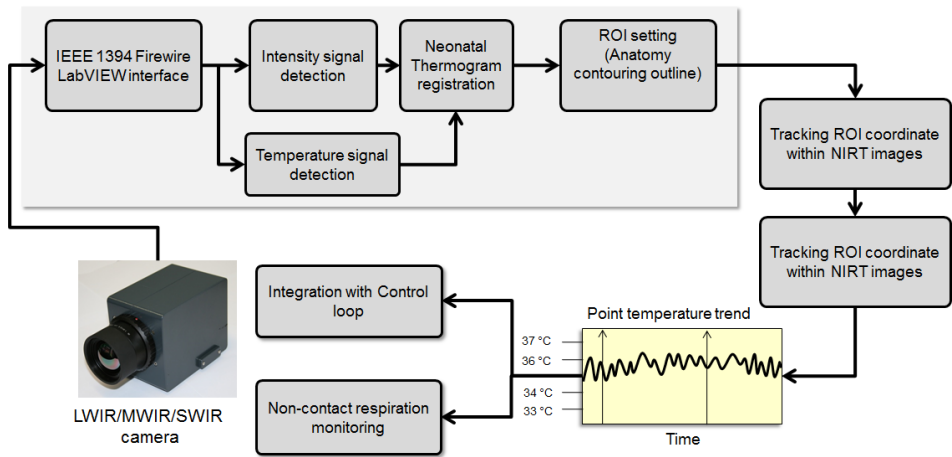 IEEE 1394 Firewire
LabVIEW interface
Intensity signal
detection
Neonatal
Thermogram
registration
ROI setting
(Anatomy
contouring outline)
Temperature signal
detection
Tracking ROI coordinate
within NIRT images
Tracking ROI coordinate
within NIRT images
Integration with Control
loop
Non-contact respiration
monitoring
Point temperature trend
37 °C
36 °C
34 °C
33 °C
Time
LWIR/MWIR/SWIR
camera